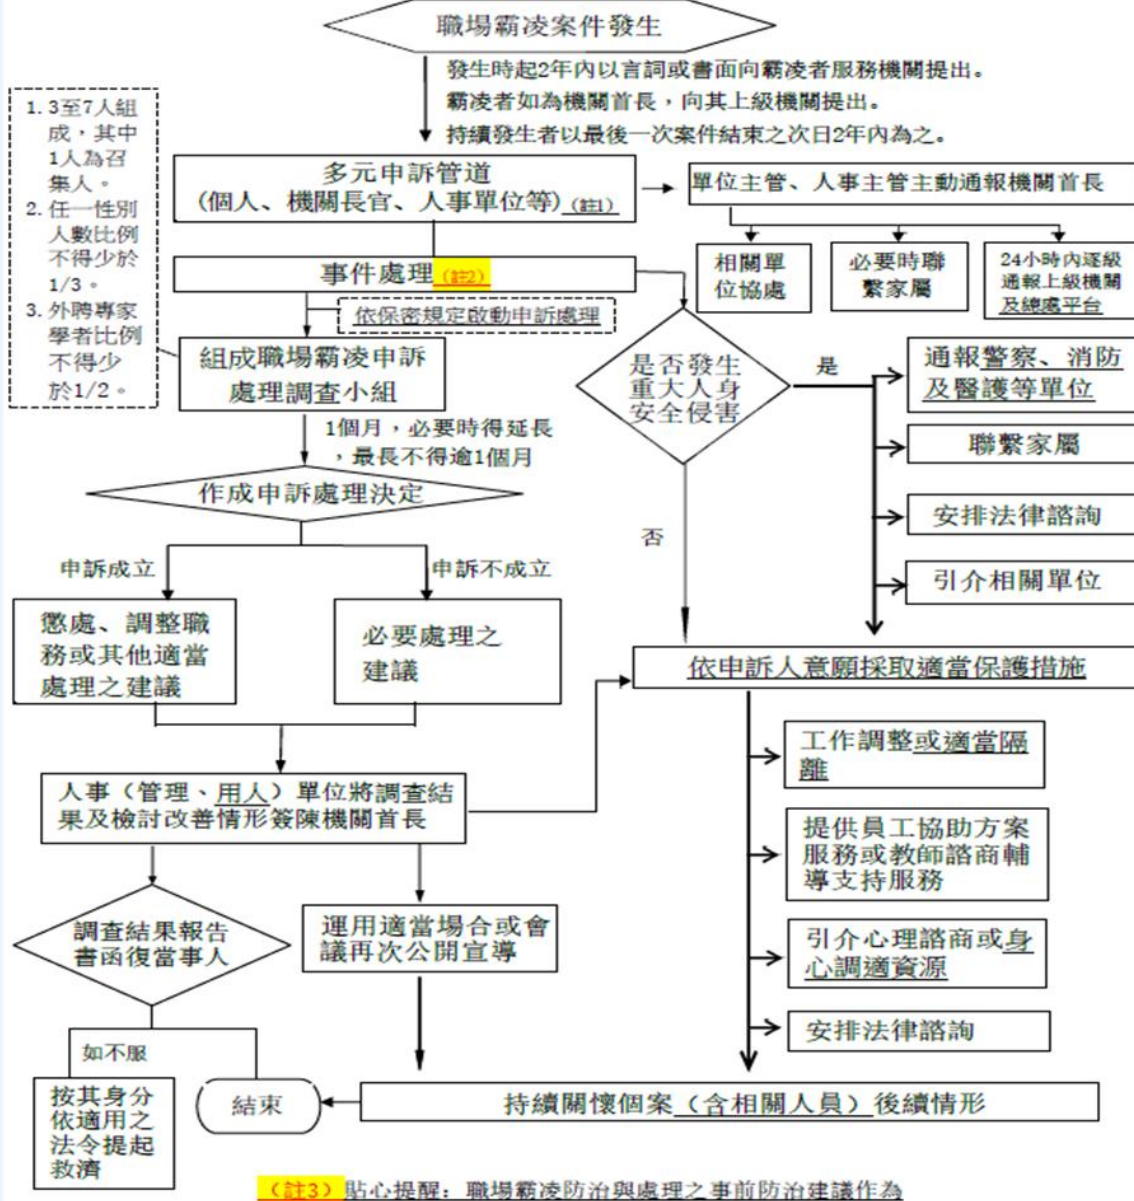 職場霸凌案件發生
發生時起2年內以言詞或書面向霸凌者服務機關提出。
霸凌者如為機關首長，向其上級機關提出。
持續發生者以最後一次案件結束之次日2年內為之。
1. 3至7人組
成，其中
1人為召
集人。
2. 任一性別
人數比例
不得少於
1/3。
3. 外聘專家
學者比例
不得少
於1/2。
多元申訴管道
(個人、機關長官、人事單位等)(註1)
單位主管、人事主管主動通報機關首長
相關單
位協處
必要時聯
繫家屬
24小時內逐級
通報上級機關
及總處平台
事件處理(註2)
依保密規定啟動申訴處理
組成職場霸凌申訴
處理調查小組
是否發生
重大人身
安全侵害
是
通報警察、消防
及醫護等單位
聯繫家屬
安排法律諮詢
引介相關單位
1個月，必要時得延長
，最長不得逾1個月
作成申訴處理決定
否
申訴成立
申訴不成立
懲處、調整職
務或其他適當
處理之建議
必要處理之
建議
依申訴人意願採取適當保護措施
工作調整或適當隔
離
提供員工協助方案
服務或教師諮商輔
導支持服務
引介心理諮商或身
心調適資源
安排法律諮詢
人事（管理、用人）單位將調查結
果及檢討改善情形簽陳機關首長
調查結果報告
書函復當事人
運用適當場合或會
議再次公開宣導
如不服
按其身分
依適用之
法令提起
救濟
結束
持續關懷個案(含相關人員)後續情形
（註3）貼心提醒：職場霸凌防治與處理之事前防治建議作為